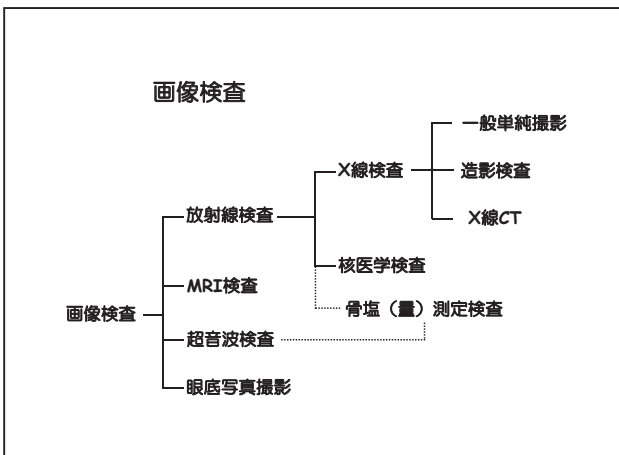 画像検査
一般単純撮影
X線検査
造影検査
放射線検査
X線CT
核医学検査
MRI検査
骨塩（量）測定検査
画像検査
超音波検査
眼底写真撮影